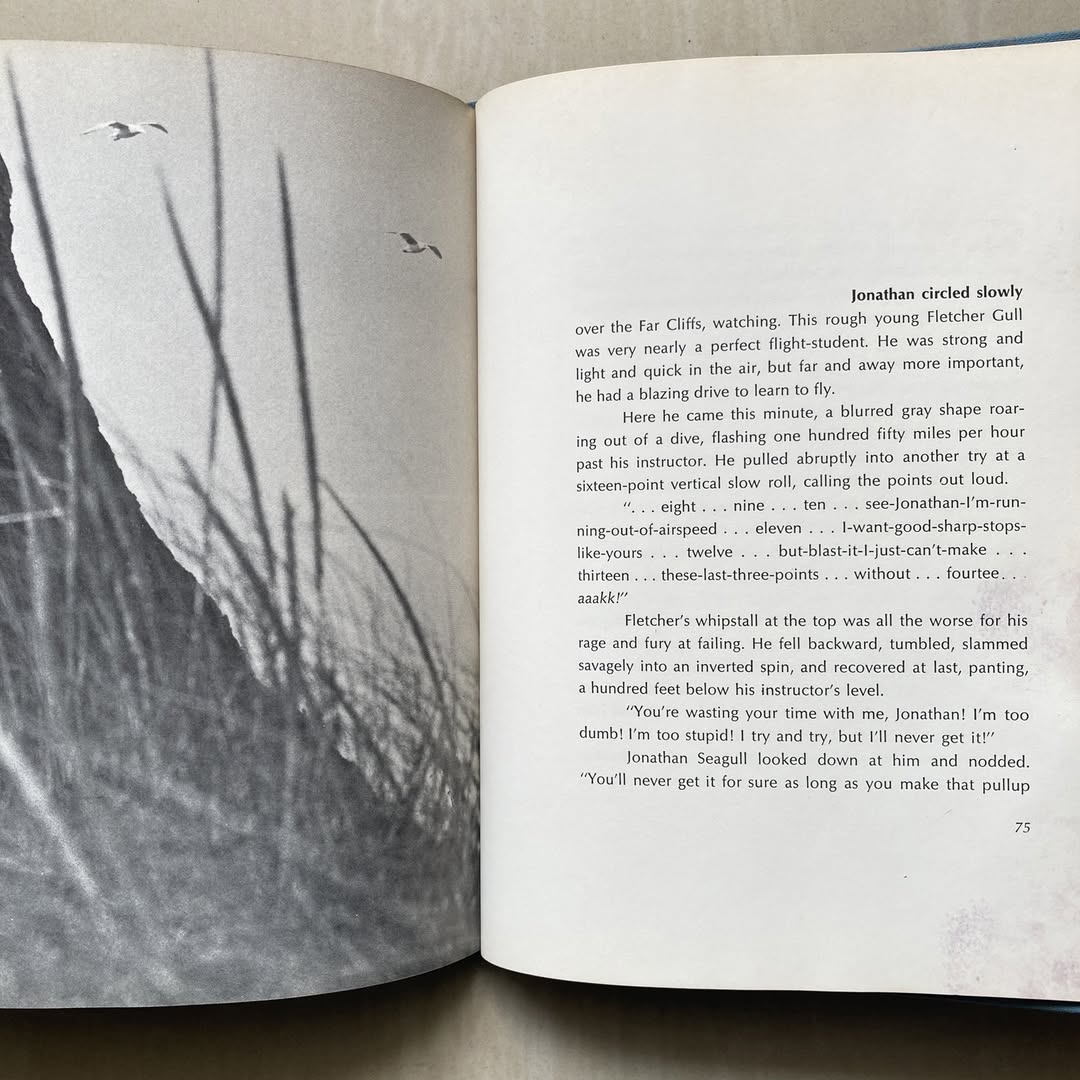 Jonathan circled slowly
over the Far Cliffs, watching. This rough young Fletcher Gull
was very nearly a perfect flight-student. He was strong and
light and quick in the air, but far and away more important,
he had a blazing drive to learn to fly.
Here he came this minute, a blurred gray shape roar-
ing out of a dive, flashing one hundred fifty miles per hour
past his instructor. He pulled abruptly into another try at a
sixteen-point vertical slow roll, calling the points out loud.
“. . . eight . . . nine . . . ten . . . see-Jonathan-I’m-run-
ning-out-of-airspeed . . . eleven . . . I-want-good-sharp-stops-
like-yours . . . twelve . . . but-blast-it-I-just-can’t-make . . .
thirteen . . . these-last-three-points . . . without . . . fourtee. . .
aaakk!”
Fletcher’s whipstall at the top was all the worse for his
rage and fury at failing. He fell backward, tumbled, slammed
savagely into an inverted spin, and recovered at last, panting,
a hundred feet below his instructor’s level.
“You’re wasting your time with me, Jonathan! I’m too
dumb! I’m too stupid! I try and try, but I’ll never get it!”
Jonathan Seagull looked down at him and nodded.
“You’ll never get it for sure as long as you make that pullup
75